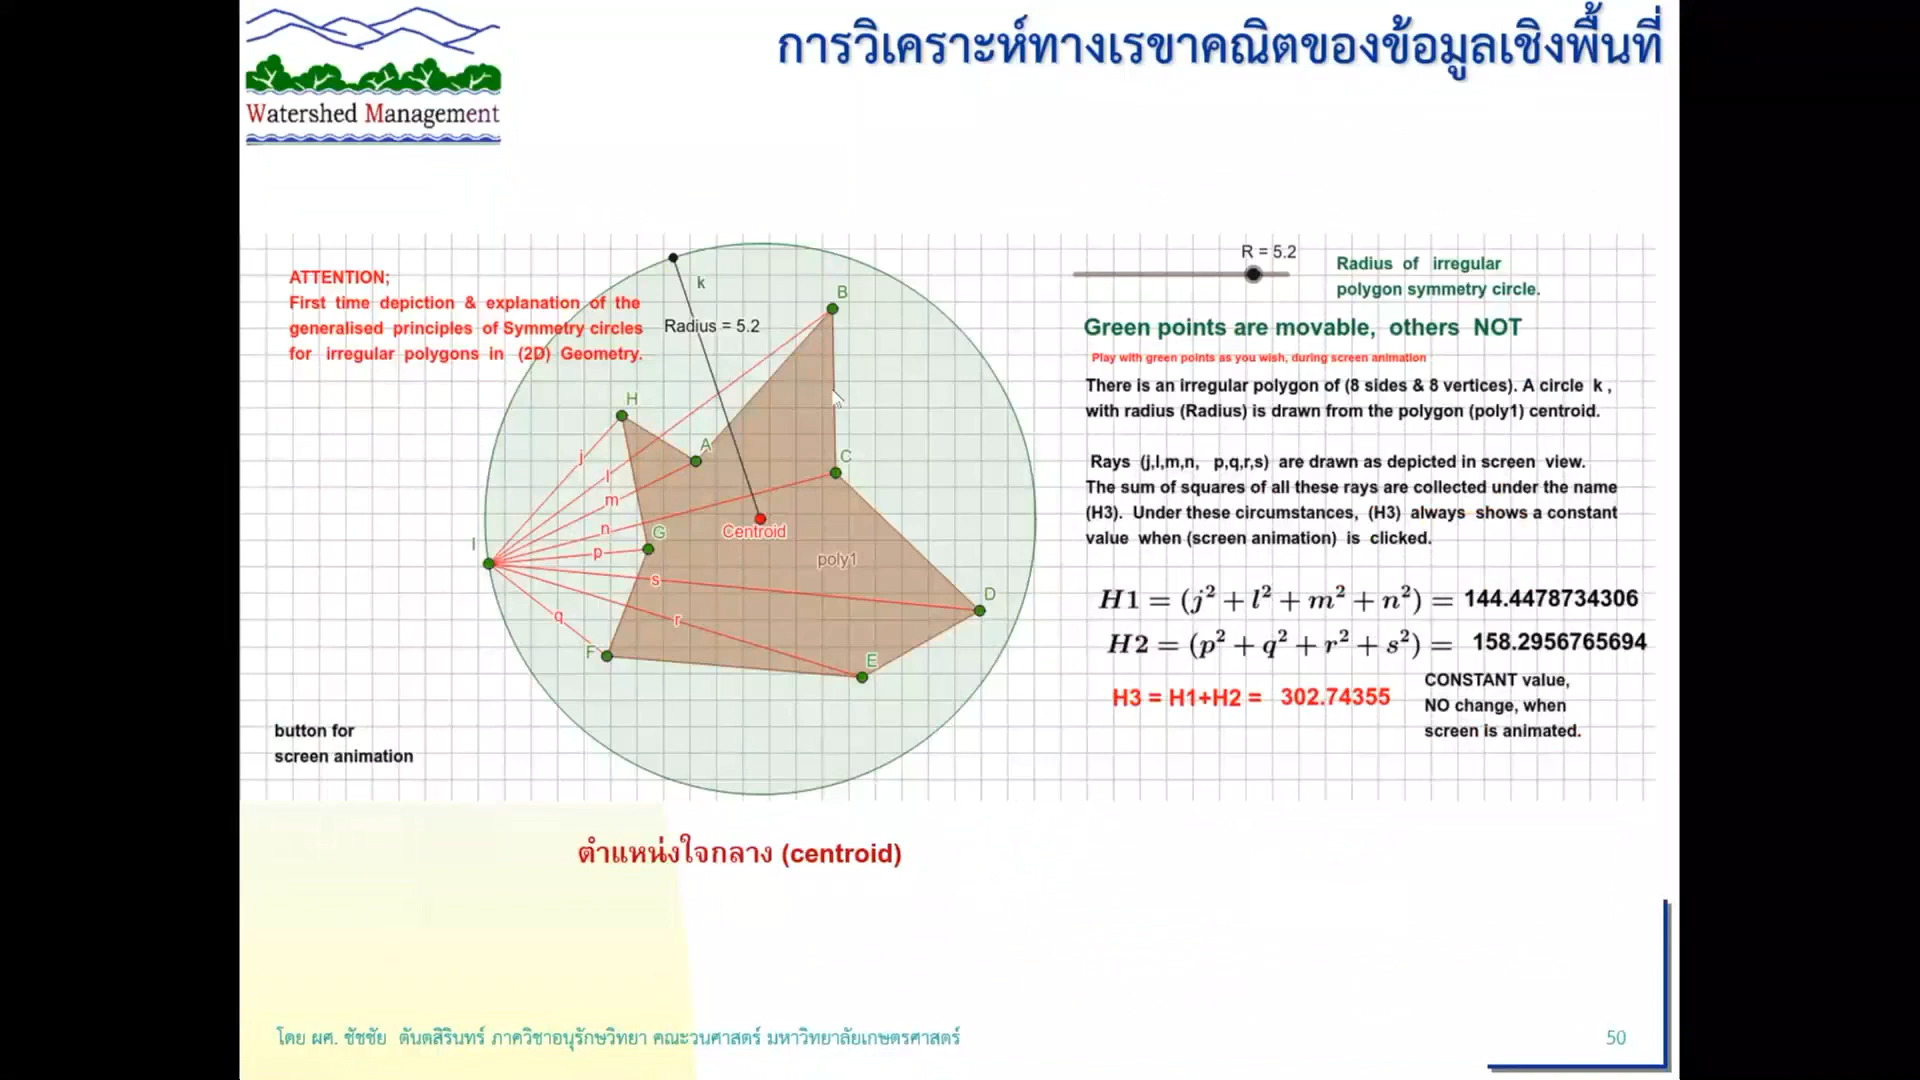 Watershed Management
การวิเคราะห์ทางเรขาคณิตของข้อมูลเชิงพื้นที่
ATTENTION;
First time depiction & explanation of the
generalised principles of Symmetry circles
for irregular polygons in (2D) Geometry.
k
Radius = 5.2
B
H
A
C
j
l
m
n
p
G
Centroid
I
poly1
s
D
q
r
F
E
button for
screen animation
R = 5.2
Radius of irregular
polygon symmetry circle.
Green points are movable, others NOT
Play with green points as you wish, during screen animation
There is an irregular polygon of (8 sides & 8 vertices). A circle k ,
with radius (Radius) is drawn from the polygon (poly1) centroid.
Rays (j,l,m,n, p,q,r,s) are drawn as depicted in screen view.
The sum of squares of all these rays are collected under the name
(H3). Under these circumstances, (H3) always shows a constant
value when (screen animation) is clicked.
H1 = (j² + l² + m² + n²) = 144.4478734306
H2 = (p² + q² + r² + s²) = 158.2956765694
H3 = H1+H2 = 302.74355
CONSTANT value,
NO change, when
screen is animated.
ตำแหน่งใจกลาง (centroid)
โดย ผศ. ชัชชัย ตันตสิรินทร์ ภาควิชาอนุรักษวิทยา คณะวนศาสตร์ มหาวิทยาลัยเกษตรศาสตร์
50